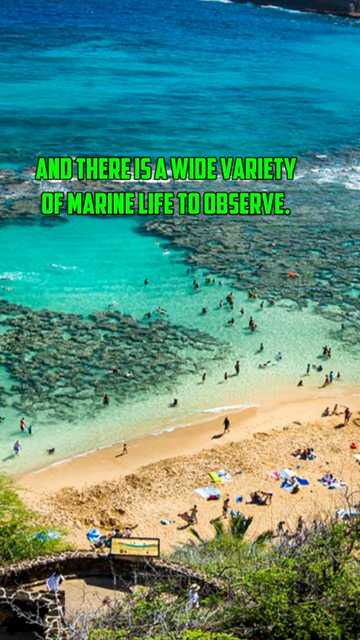 AND THERE IS A WIDE VARIETY
OF MARINE LIFE TO OBSERVE.